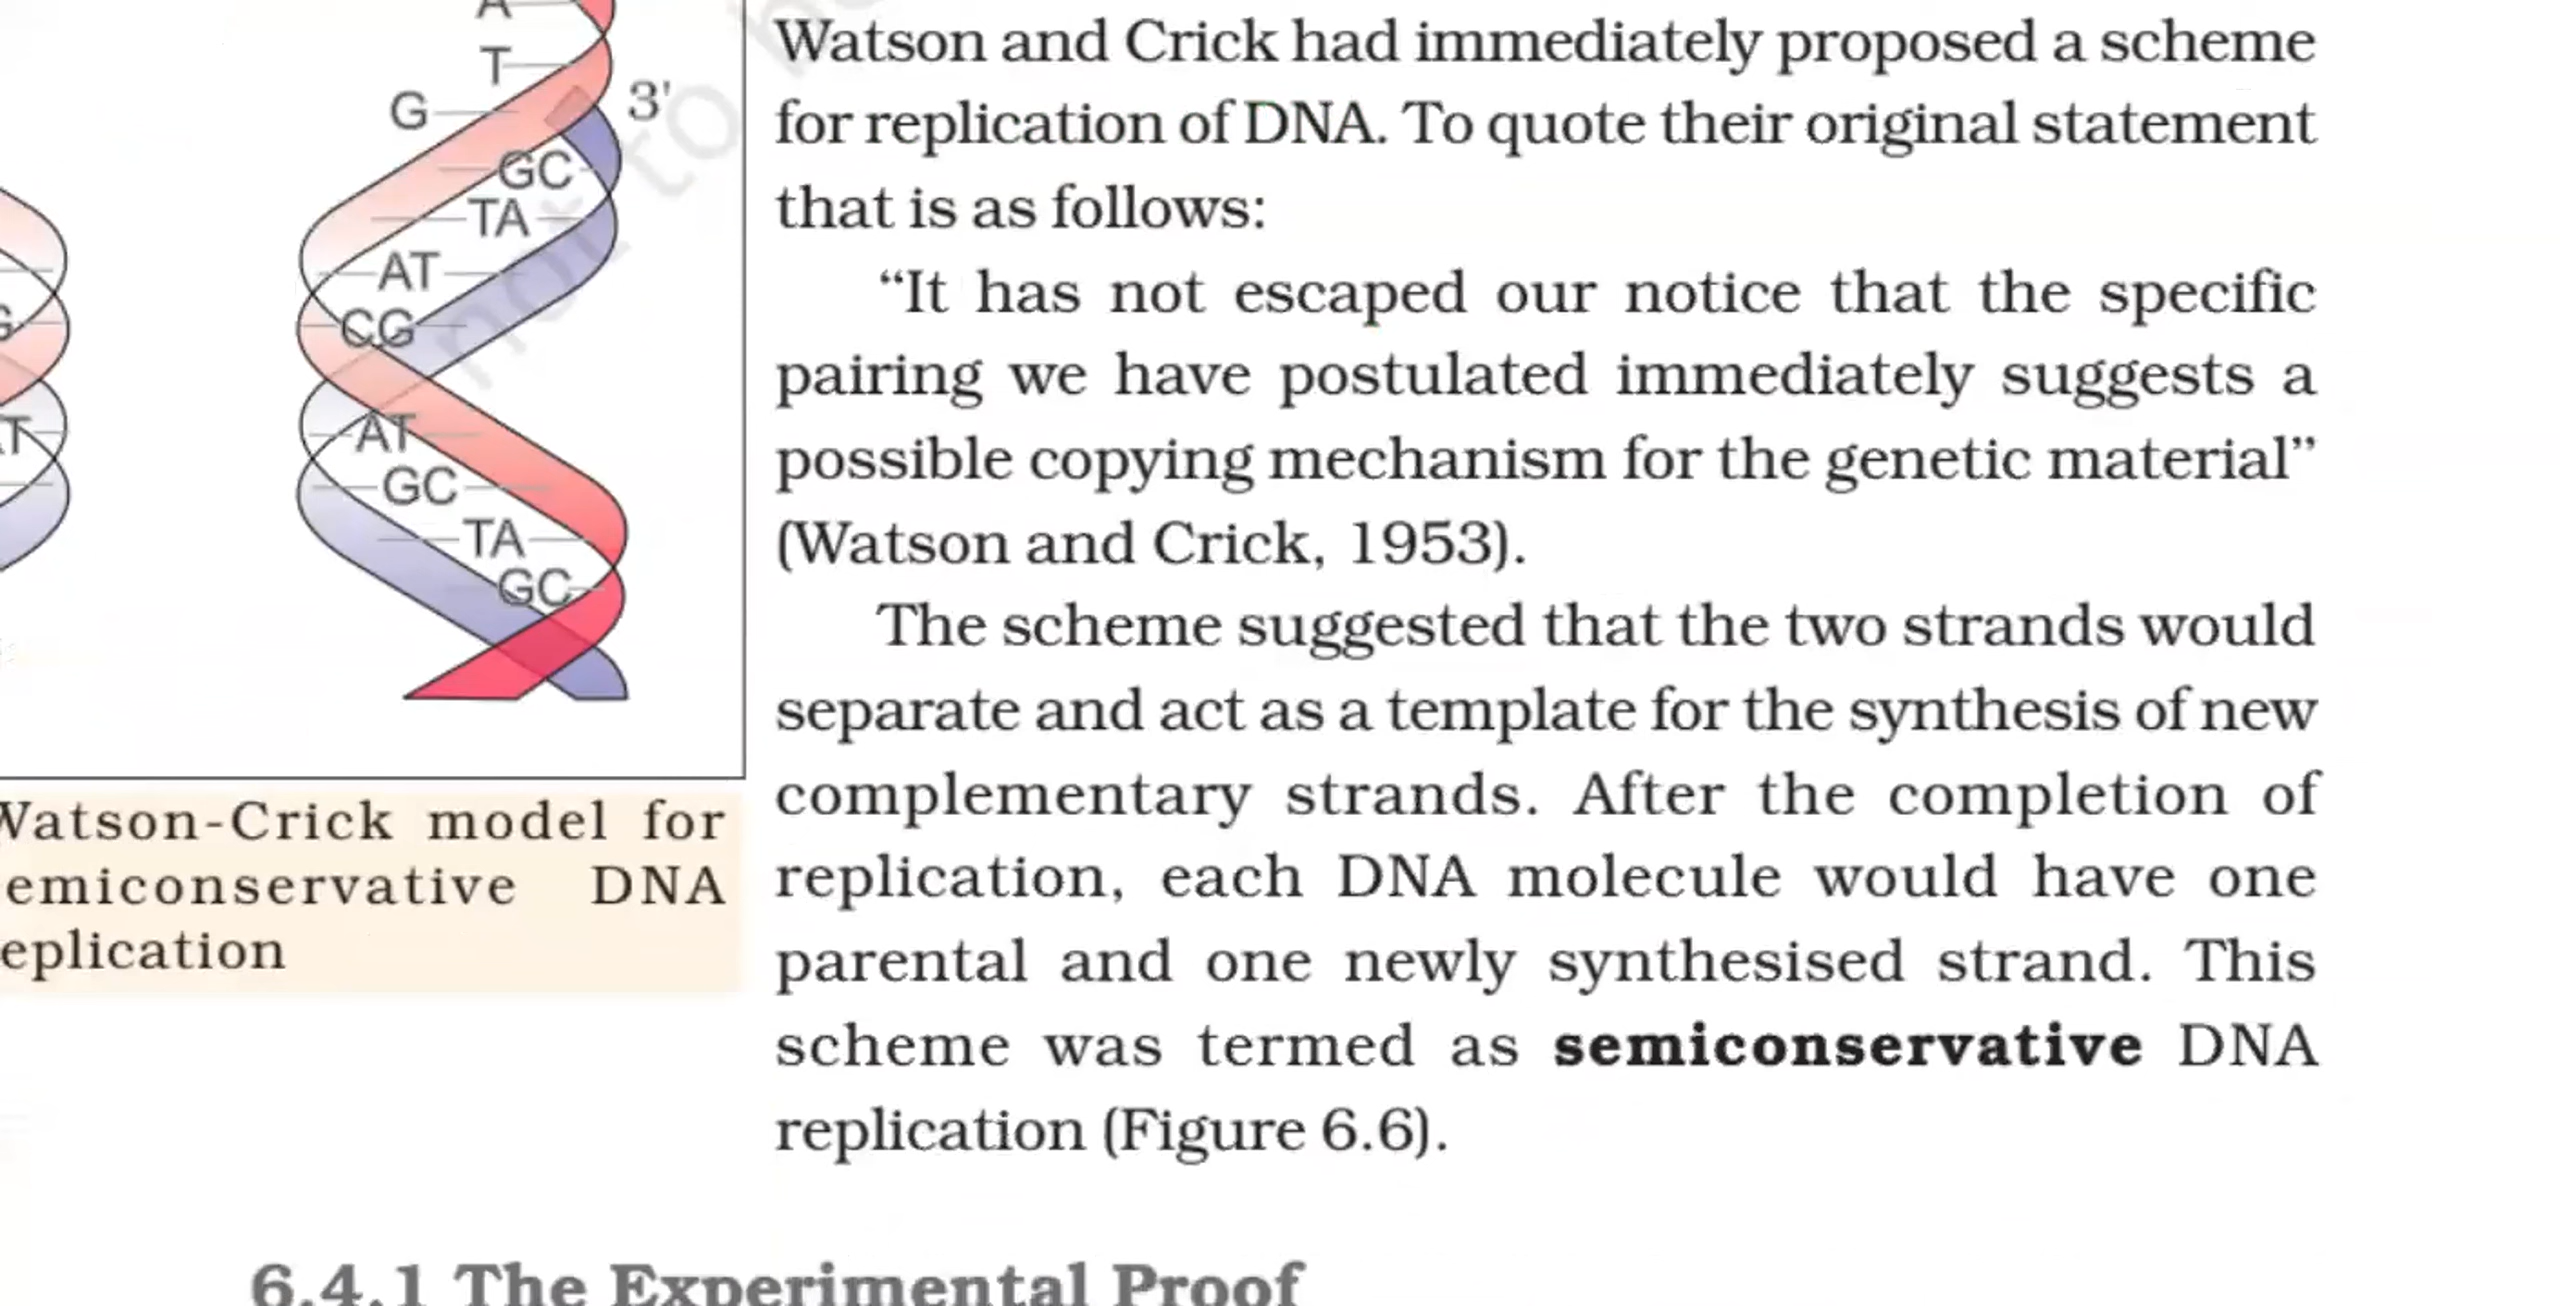 A
T
G
3'
GC
TA
AT
CG
AT
GC
TA
GC
Watson-Crick model for
emiconservative DNA
eplication
Watson and Crick had immediately proposed a scheme
for replication of DNA. To quote their original statement
that is as follows:
“It has not escaped our notice that the specific
pairing we have postulated immediately suggests a
possible copying mechanism for the genetic material”
(Watson and Crick, 1953).
The scheme suggested that the two strands would
separate and act as a template for the synthesis of new
complementary strands. After the completion of
replication, each DNA molecule would have one
parental and one newly synthesised strand. This
scheme was termed as semiconservative DNA
replication (Figure 6.6).
6.4.1 The Experimental Proof
not to b